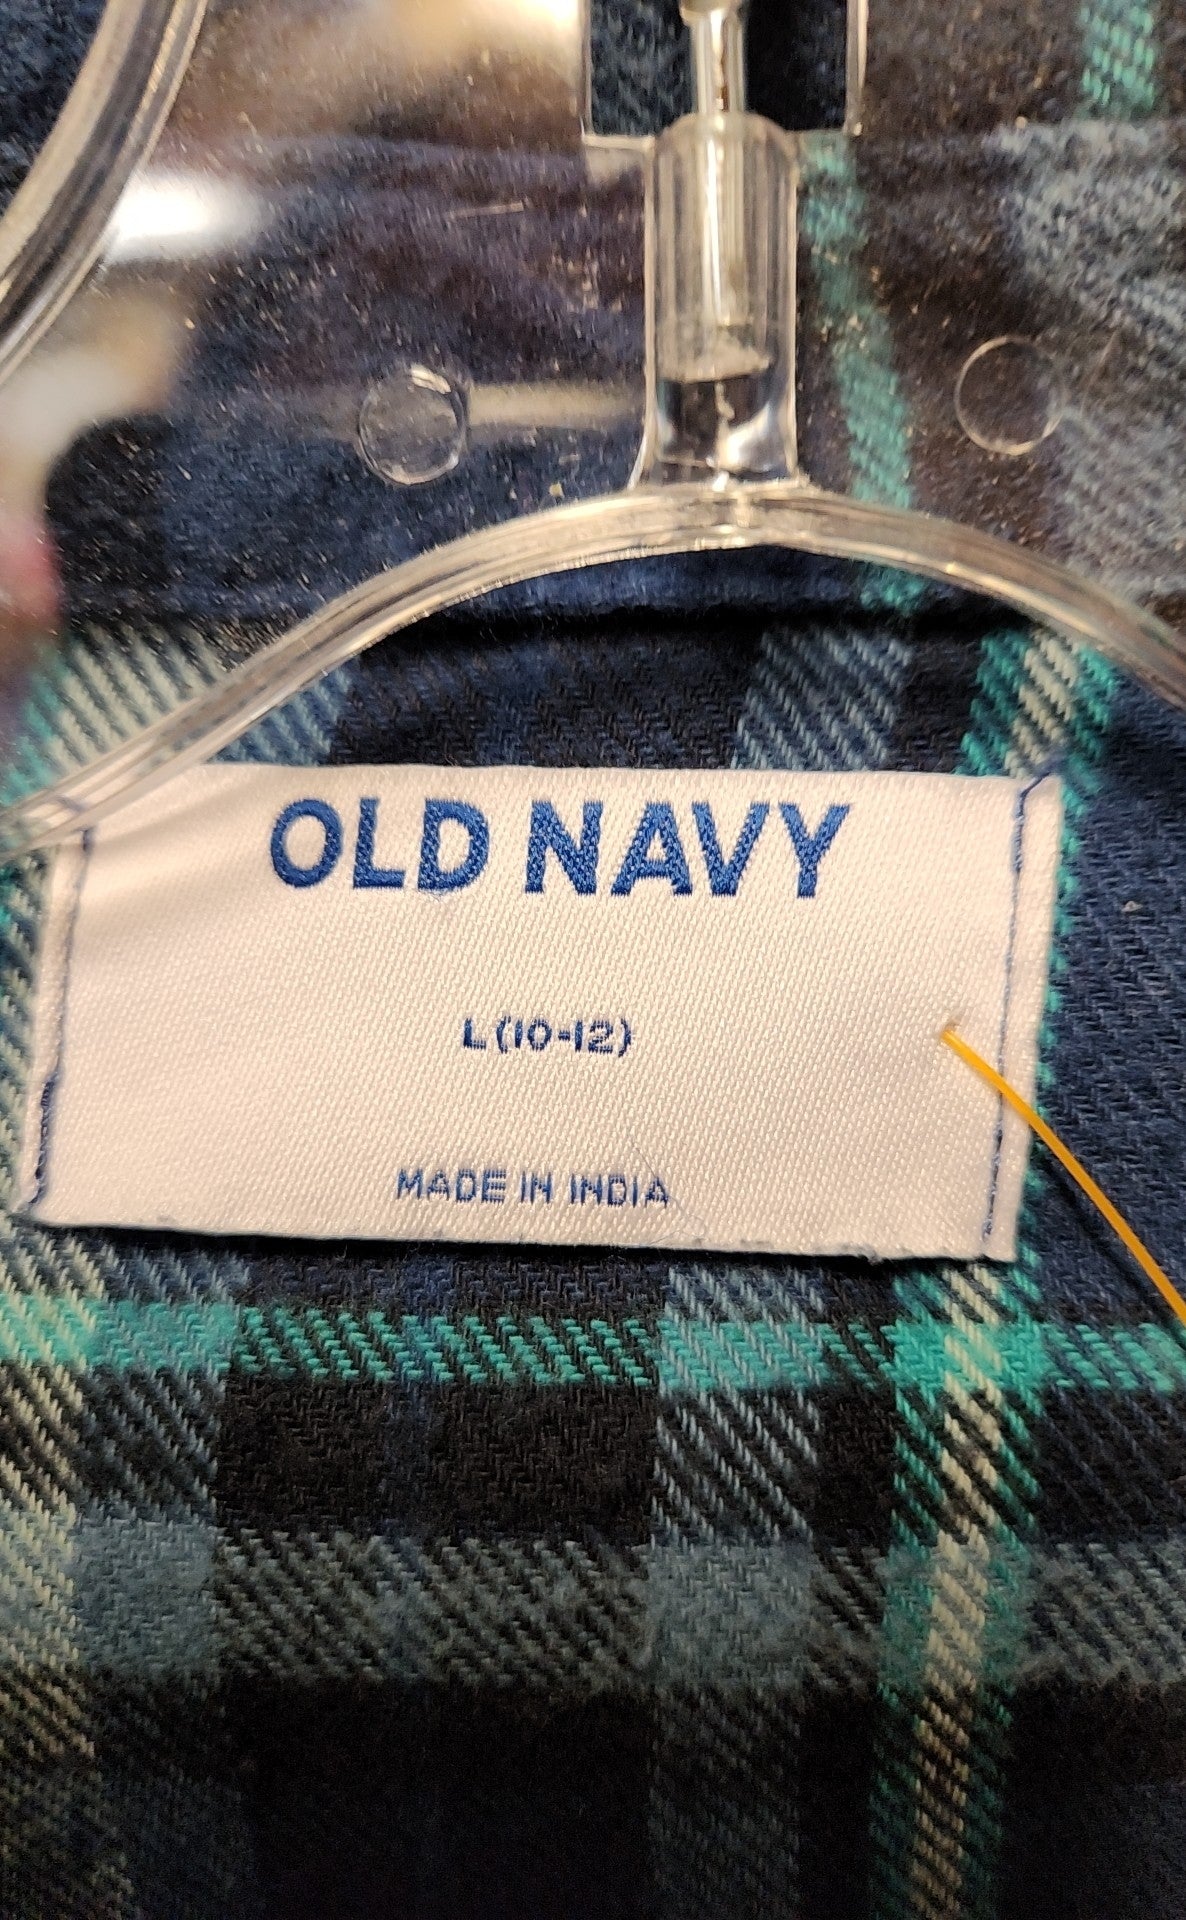 OLD NAVY
L (10-12)
MADE IN INDIA